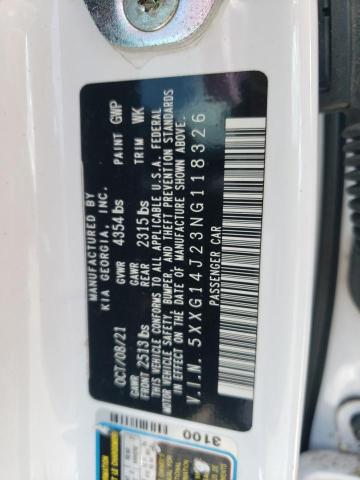 MANUFACTURED BY
KIA GEORGIA, INC.
OCT/08/21 GVWR 4354 lbs PAINT GWP
GAWR FRONT 2513 lbs GAWR REAR 2315 lbs TRIM WK
THIS VEHICLE CONFORMS TO ALL APPLICABLE U.S.A. FEDERAL
MOTOR VEHICLE SAFETY, BUMPER, AND THEFT PREVENTION STANDARDS
IN EFFECT ON THE DATE OF MANUFACTURE SHOWN ABOVE.
V.I.N. 5XXG14J23NG118326
PASSENGER CAR
3100